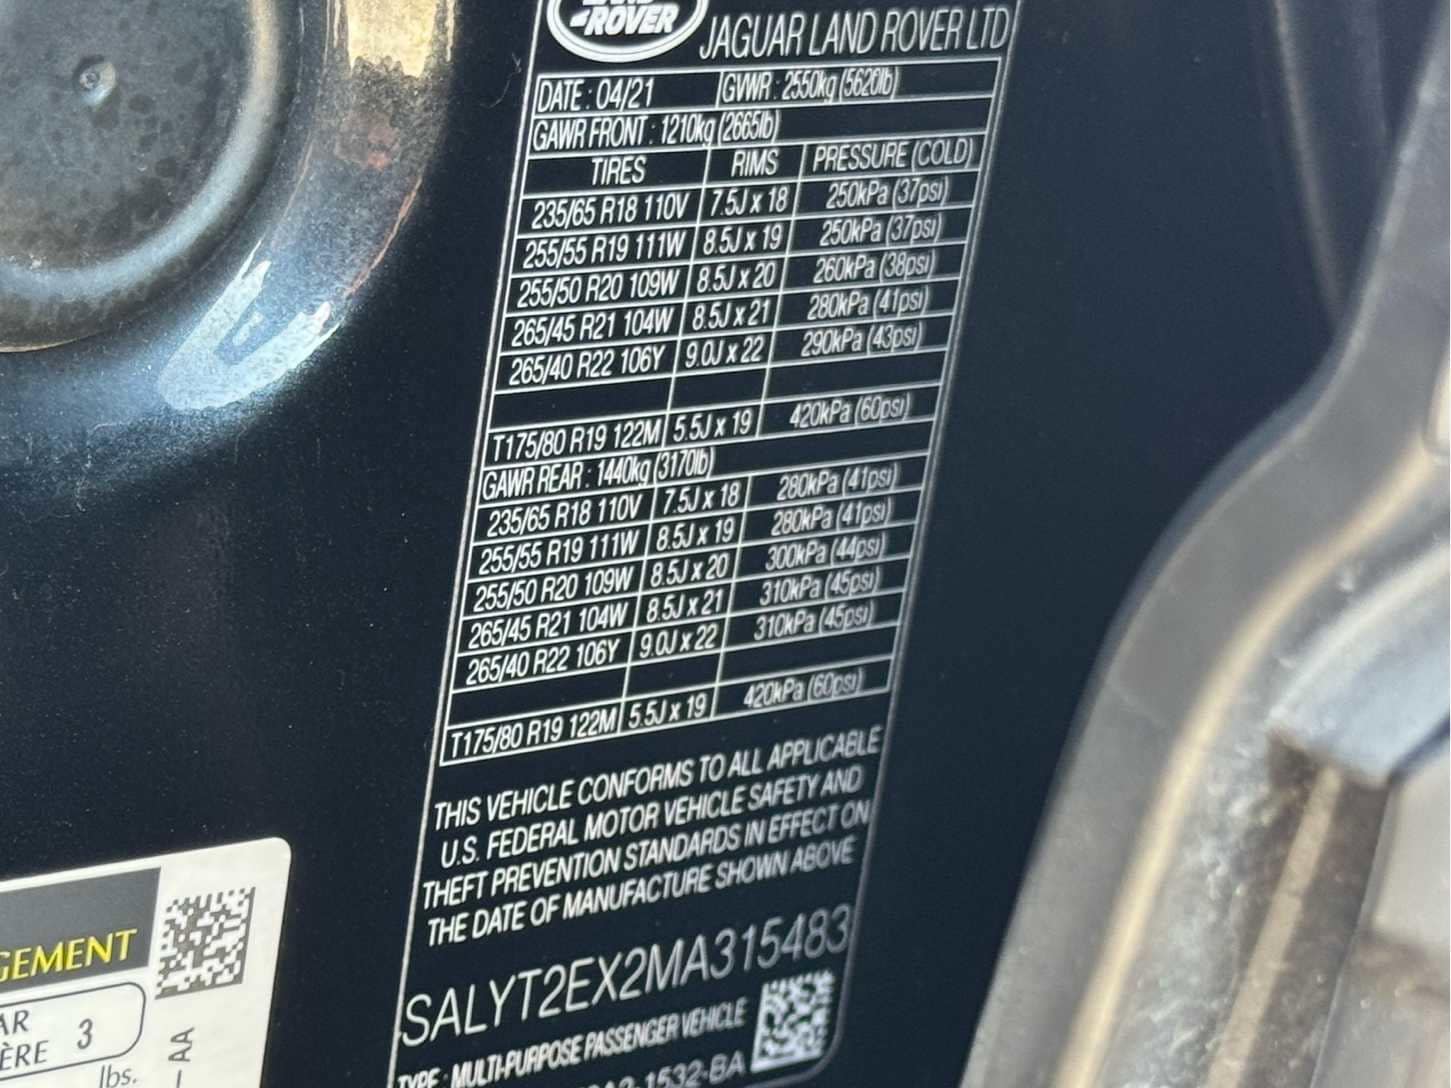 LAND
ROVER
JAGUAR LAND ROVER LTD
DATE : 04/21 GVWR : 2550kg (5620lb)
GAWR FRONT : 1210kg (2665lb)
TIRES RIMS PRESSURE (COLD)
235/65 R18 110V 7.5J x 18 250kPa (37psi)
255/55 R19 111W 8.5J x 19 250kPa (37psi)
255/50 R20 109W 8.5J x 20 260kPa (38psi)
265/45 R21 104W 8.5J x 21 280kPa (41psi)
265/40 R22 106Y 9.0J x 22 290kPa (43psi)
T175/80 R19 122M 5.5J x 19 420kPa (60psi)
GAWR REAR : 1440kg (3170lb)
235/65 R18 110V 7.5J x 18 280kPa (41psi)
255/55 R19 111W 8.5J x 19 280kPa (41psi)
255/50 R20 109W 8.5J x 20 300kPa (44psi)
265/45 R21 104W 8.5J x 21 310kPa (45psi)
265/40 R22 106Y 9.0J x 22 310kPa (45psi)
T175/80 R19 122M 5.5J x 19 420kPa (60psi)
THIS VEHICLE CONFORMS TO ALL APPLICABLE
U.S. FEDERAL MOTOR VEHICLE SAFETY AND
THEFT PREVENTION STANDARDS IN EFFECT ON
THE DATE OF MANUFACTURE SHOWN ABOVE
SALYT2EX2MA315483
TYPE : MULTI-PURPOSE PASSENGER VEHICLE
1532-BA
GEMENT
AR
ÈRE 3
lbs.
-AA